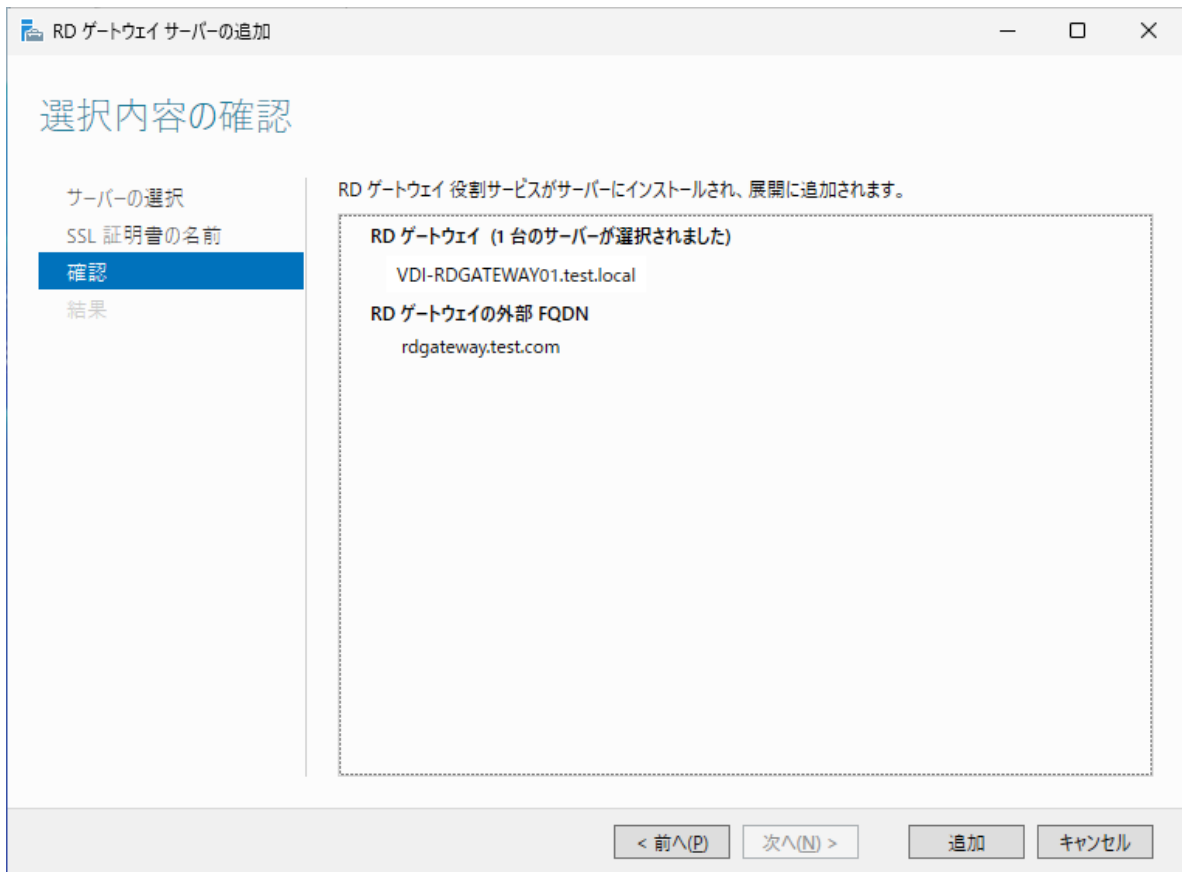 RD ゲートウェイ サーバーの追加
選択内容の確認
サーバーの選択
SSL 証明書の名前
確認
結果
RD ゲートウェイ 役割サービスがサーバーにインストールされ、展開に追加されます。
RD ゲートウェイ (1 台のサーバーが選択されました)
VDI-RDGATEWAY01.test.local
RD ゲートウェイの外部 FQDN
rdgateway.test.com
< 前へ(P)
次へ(N) >
追加
キャンセル